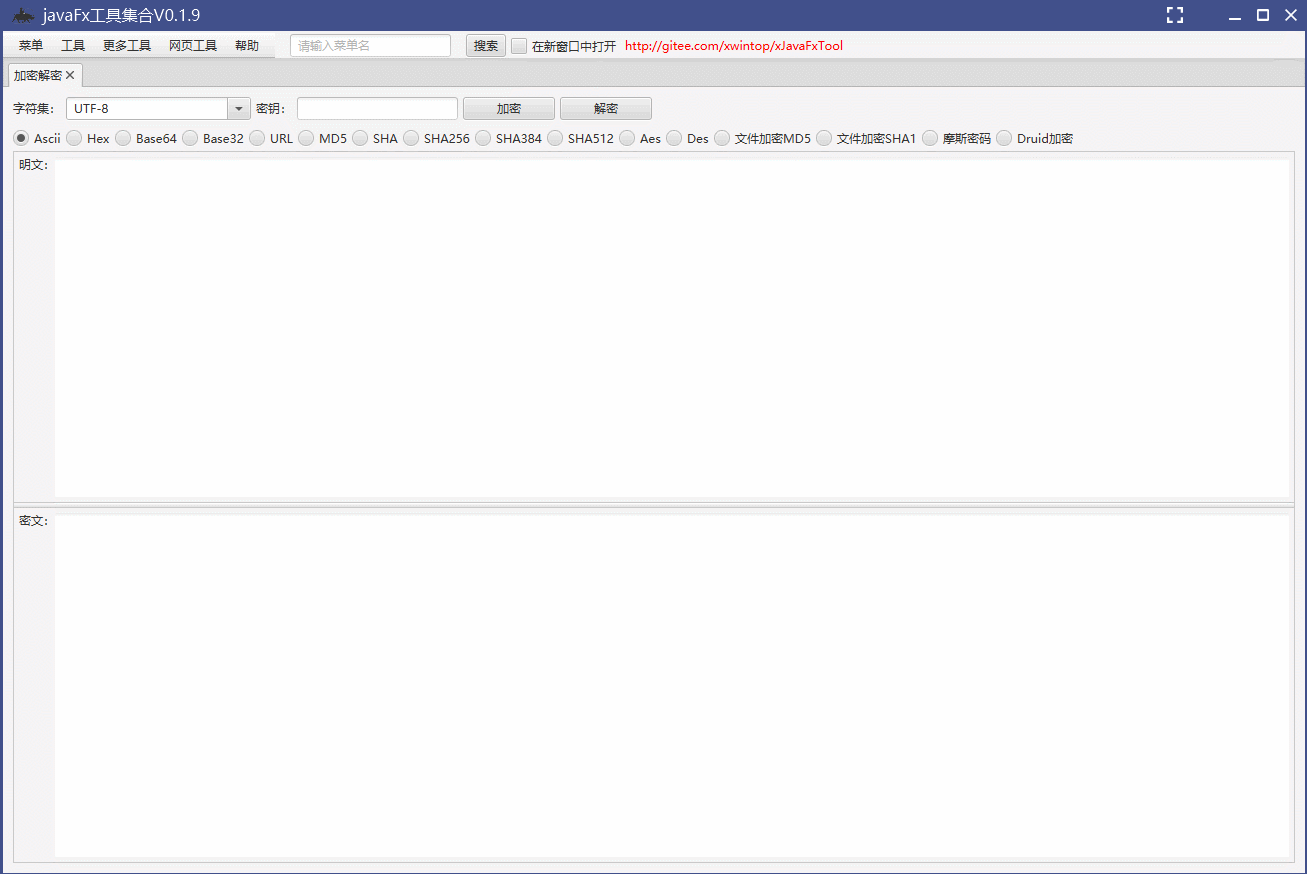 javaFx工具集合V0.1.9
菜单 工具 更多工具 网页工具 帮助 请输入菜单名 搜索 在新窗口中打开 http://gitee.com/xwintop/xJavaFxTool
加密解密
字符集： UTF-8 密钥： 加密 解密
Ascii Hex Base64 Base32 URL MD5 SHA SHA256 SHA384 SHA512 Aes Des 文件加密MD5 文件加密SHA1 摩斯密码 Druid加密
明文：
密文：